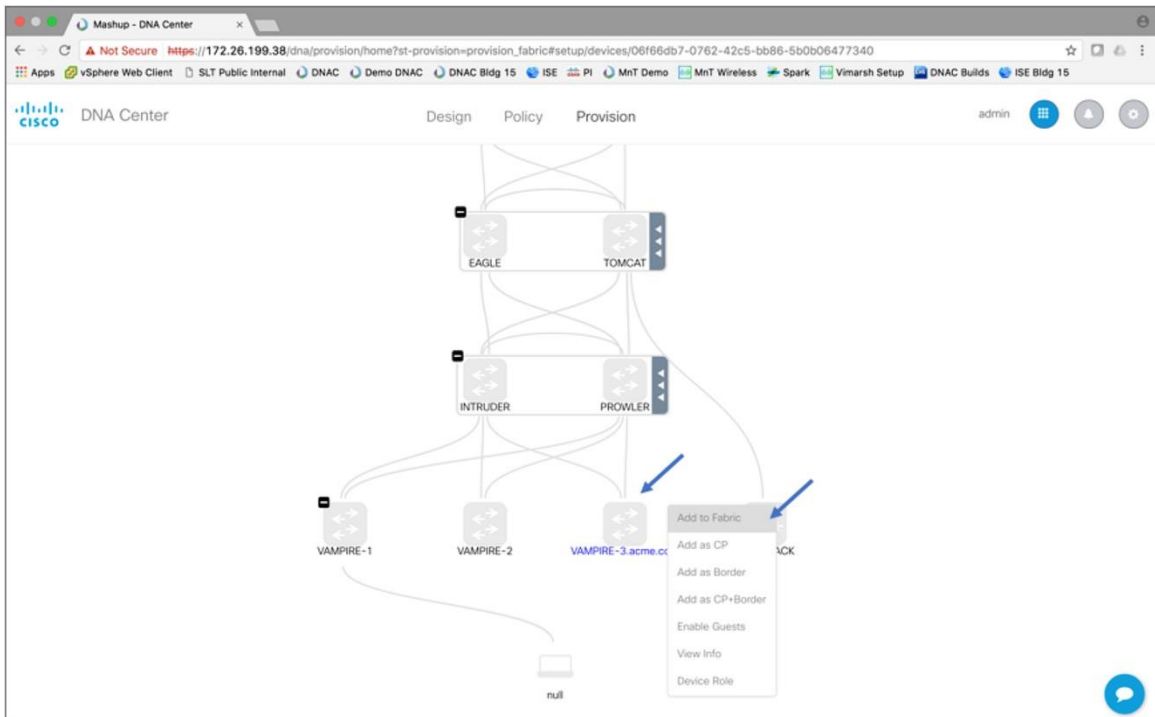 Mashup - DNA Center
Not Secure https://172.26.199.38/dna/provision/home?st-provision=provision_fabric#setup/devices/06f66db7-0762-42c5-bb86-5b0b06477340
Apps vSphere Web Client SLT Public Internal DNAC Demo DNAC DNAC Bldg 15 ISE PI MnT Demo MnT Wireless Spark Vimarsh Setup DNAC Builds ISE Bldg 15
CISCO DNA Center Design Policy Provision admin
EAGLE TOMCAT
INTRUDER PROWLER
Add to Fabric
Add as CP
VAMPIRE-1 VAMPIRE-2 VAMPIRE-3.acme.co ACK
Add as Border
Add as CP+Border
Enable Guests
View Info
Device Role
null